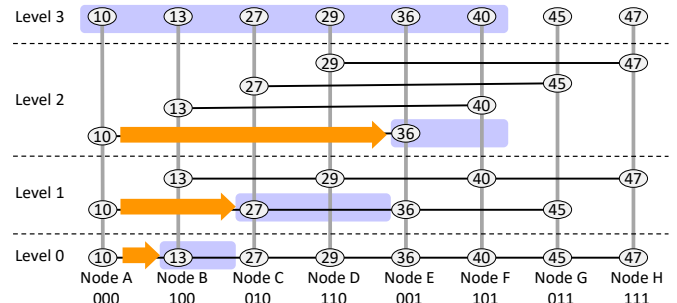 Level 3 10 13 27 29 36 40 45 47
29 47
27 45
Level 2
13 40
10 36
13 29 40 47
Level 1
10 27 36 45
Level 0 10 13 27 29 36 40 45 47
Node A Node B Node C Node D Node E Node F Node G Node H
000 100 010 110 001 101 011 111